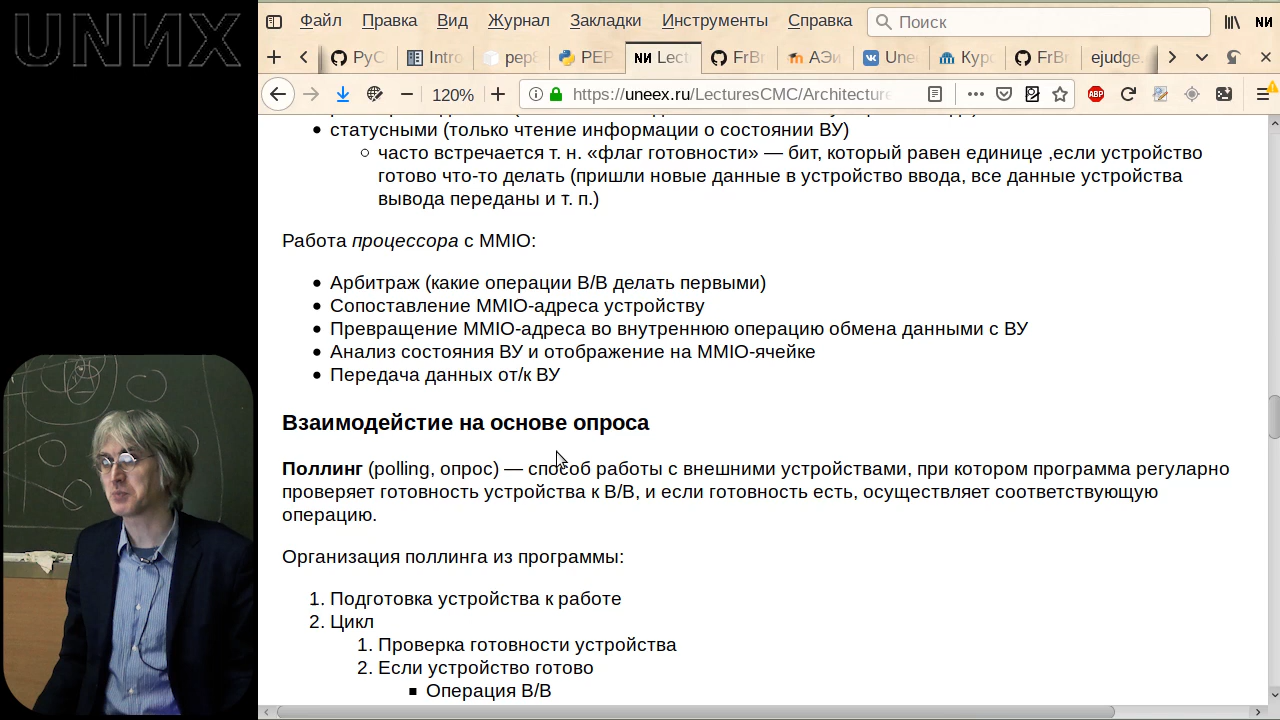 UNИX
Файл Правка Вид Журнал Закладки Инструменты Справка Поиск
PyC Intro pep8 PEP Lect FrBr АЭи Unee Курс FrBr ejudge.
120% https://uneex.ru/LecturesCMC/Architecture ABP
статусными (только чтение информации о состоянии ВУ)
часто встречается т. н. «флаг готовности» — бит, который равен единице ,если устройство
готово что-то делать (пришли новые данные в устройство ввода, все данные устройства
вывода переданы и т. п.)
Работа процессора с MMIO:
Арбитраж (какие операции В/В делать первыми)
Сопоставление MMIO-адреса устройству
Превращение MMIO-адреса во внутреннюю операцию обмена данными с ВУ
Анализ состояния ВУ и отображение на MMIO-ячейке
Передача данных от/к ВУ
Взаимодейстие на основе опроса
Поллинг (polling, опрос) — способ работы с внешними устройствами, при котором программа регуларно
проверяет готовность устройства к В/В, и если готовность есть, осуществляет соответствующую
операцию.
Организация поллинга из программы:
1. Подготовка устройства к работе
2. Цикл
1. Проверка готовности устройства
2. Если устройство готово
Операция В/В